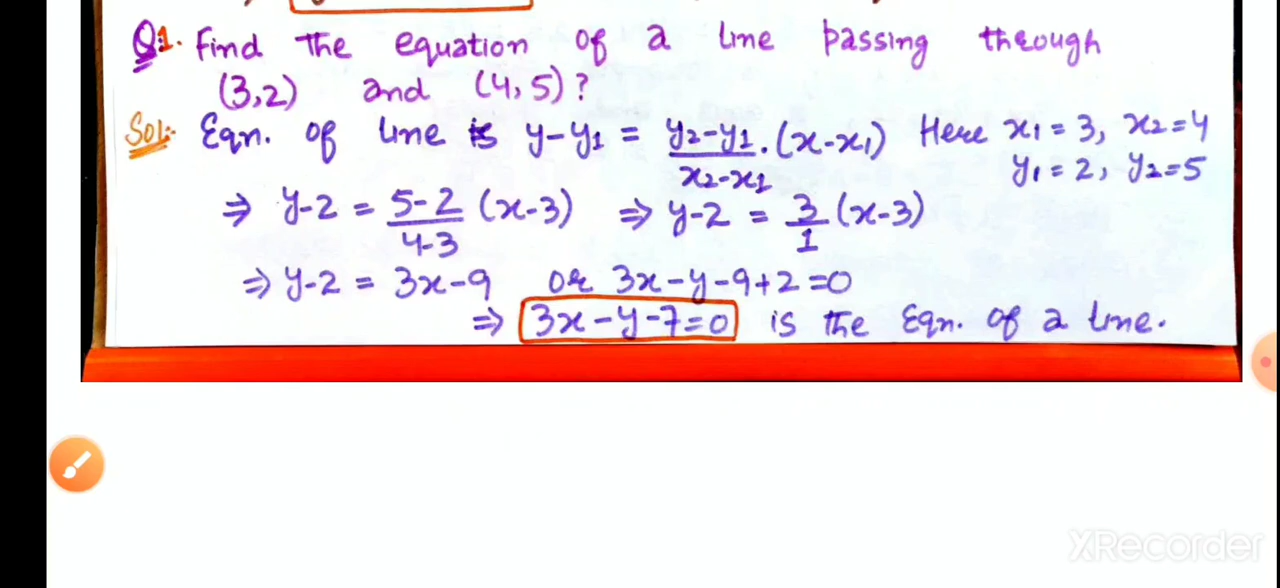 Q1. Find the equation of a line passing through
(3,2) and (4,5)?
Sol:- Eqn. of line is y-y1 = y2-y1/x2-x1 . (x-x1) Here x1 = 3, x2=4
y1 = 2, y2=5
⇒ y-2 = 5-2/4-3 (x-3) ⇒ y-2 = 3/1 (x-3)
⇒ y-2 = 3x-9 or 3x-y-9+2=0
⇒ 3x-y-7=0 is the Eqn. of a line.
XRecorder